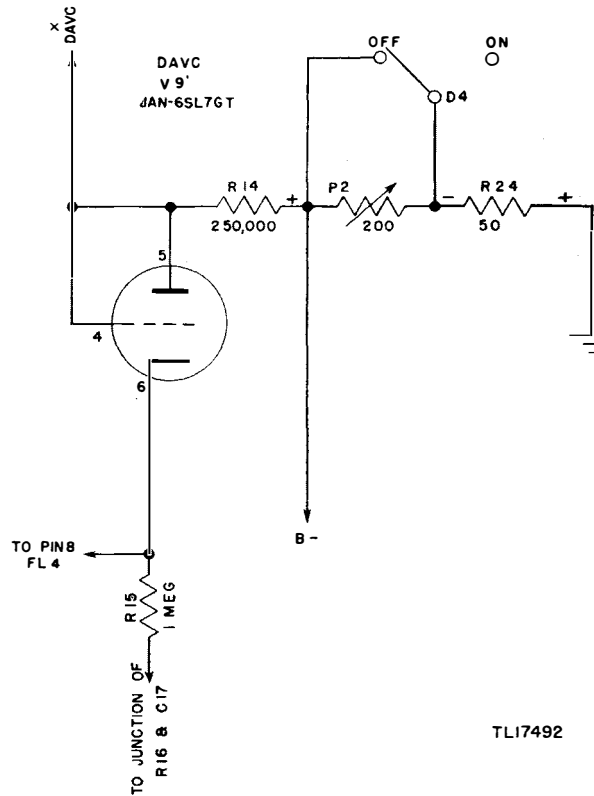 X
DAVC
DAVC
V 9'
JAN-6SL7GT
OFF
ON
D4
R14
+
P2
-
R24
+
250,000
200
50
5
4
6
B-
TO PIN8
FL4
R15
1 MEG
TO JUNCTION OF
R16 & C17
TL17492